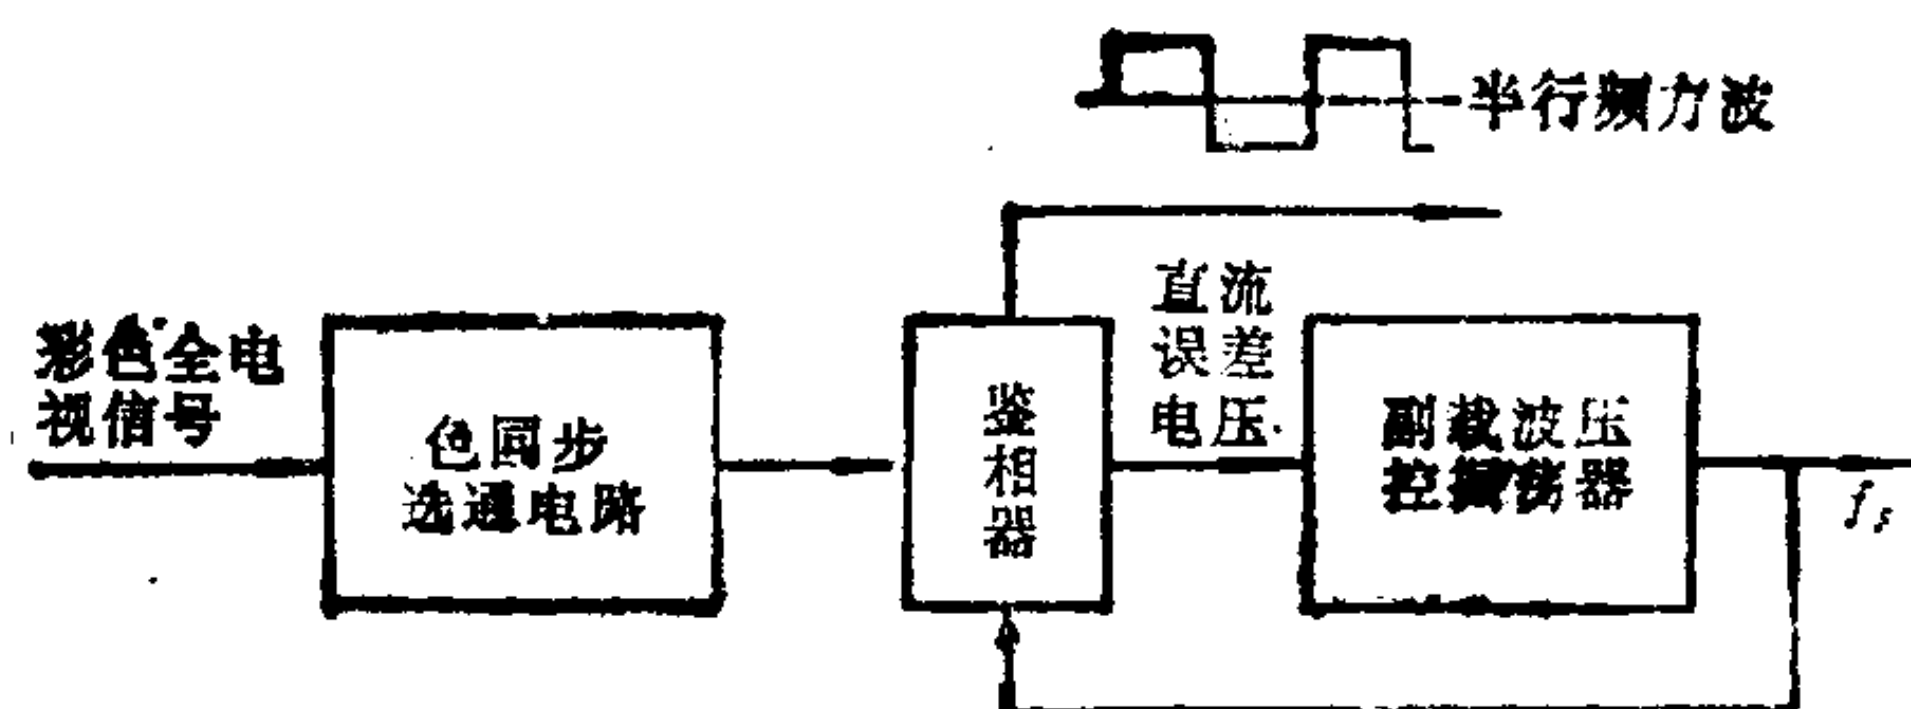 半行频方波
彩色全电
视信号
色同步
选通电路
鉴
相
器
直流
误差
电压
副载波压
控振荡器
fs